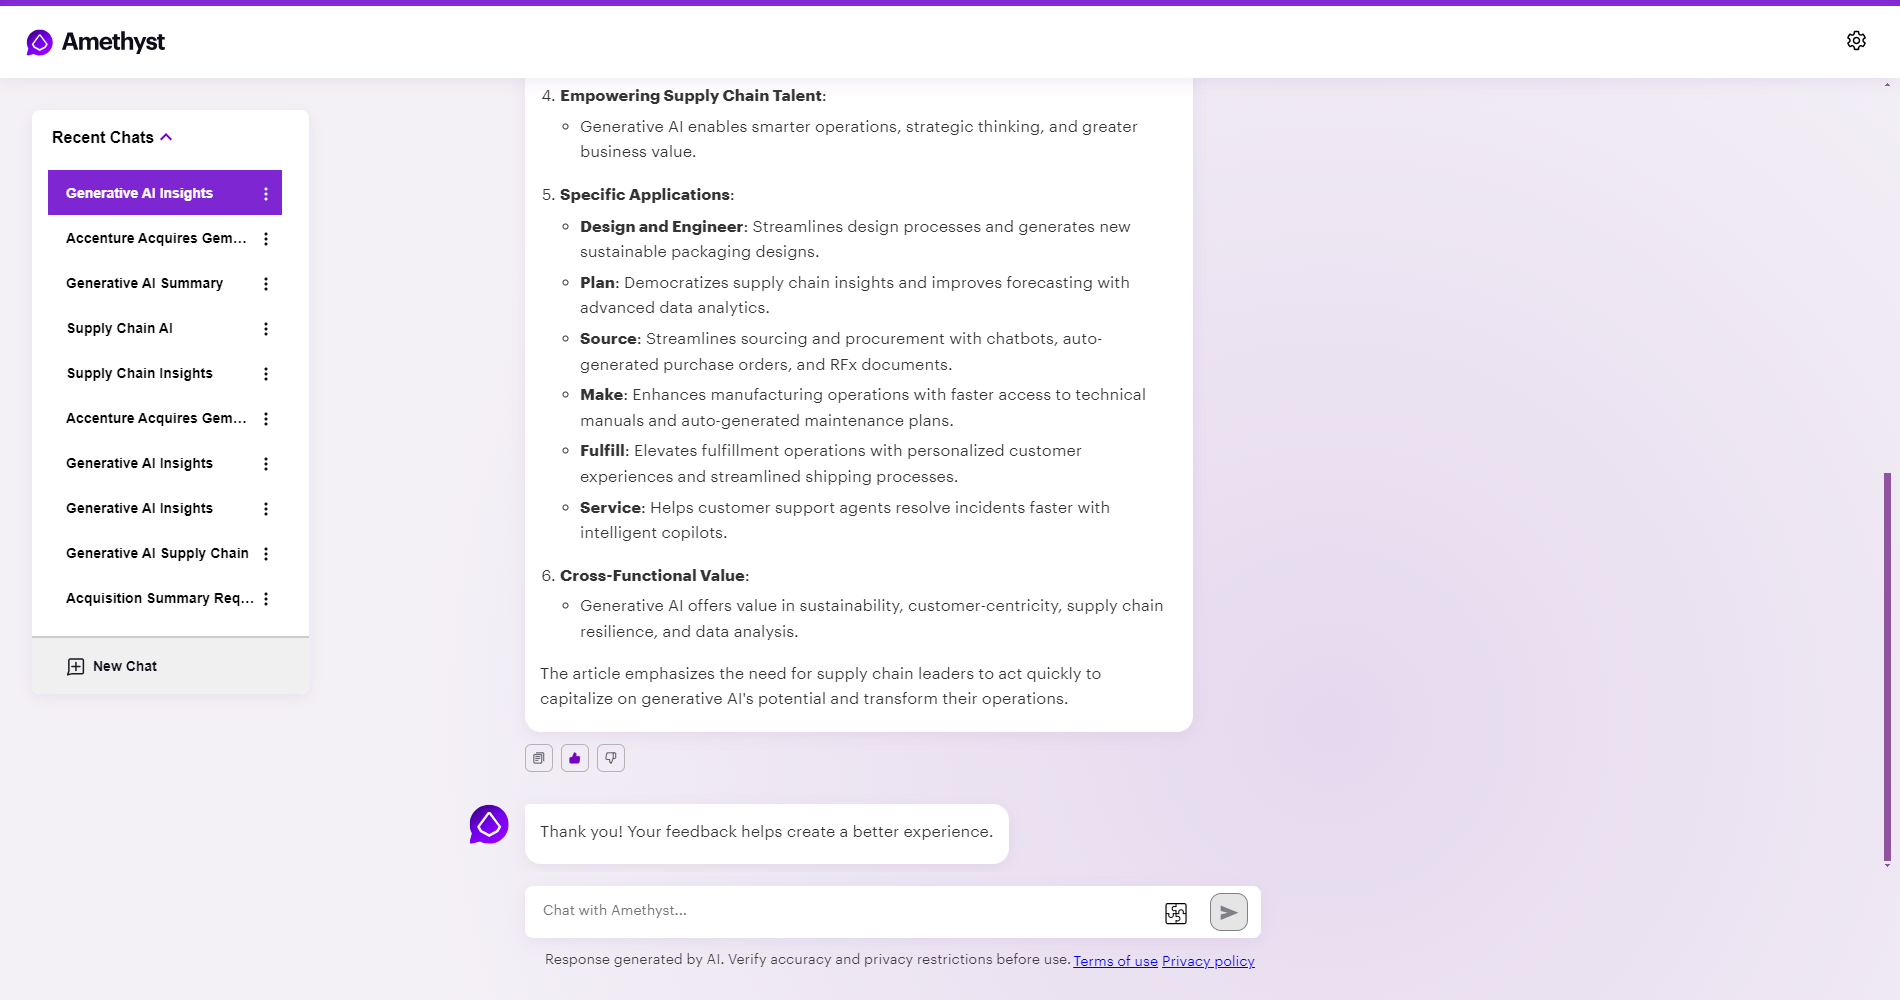 Amethyst
Recent Chats
Generative AI Insights
Accenture Acquires Gem...
Generative AI Summary
Supply Chain AI
Supply Chain Insights
Accenture Acquires Gem...
Generative AI Insights
Generative AI Insights
Generative AI Supply Chain
Acquisition Summary Req...
New Chat
4. Empowering Supply Chain Talent:
Generative AI enables smarter operations, strategic thinking, and greater
business value.
5. Specific Applications:
Design and Engineer: Streamlines design processes and generates new
sustainable packaging designs.
Plan: Democratizes supply chain insights and improves forecasting with
advanced data analytics.
Source: Streamlines sourcing and procurement with chatbots, auto-
generated purchase orders, and RFx documents.
Make: Enhances manufacturing operations with faster access to technical
manuals and auto-generated maintenance plans.
Fulfill: Elevates fulfillment operations with personalized customer
experiences and streamlined shipping processes.
Service: Helps customer support agents resolve incidents faster with
intelligent copilots.
6. Cross-Functional Value:
Generative AI offers value in sustainability, customer-centricity, supply chain
resilience, and data analysis.
The article emphasizes the need for supply chain leaders to act quickly to
capitalize on generative AI's potential and transform their operations.
Thank you! Your feedback helps create a better experience.
Chat with Amethyst...
Response generated by AI. Verify accuracy and privacy restrictions before use. Terms of use Privacy policy